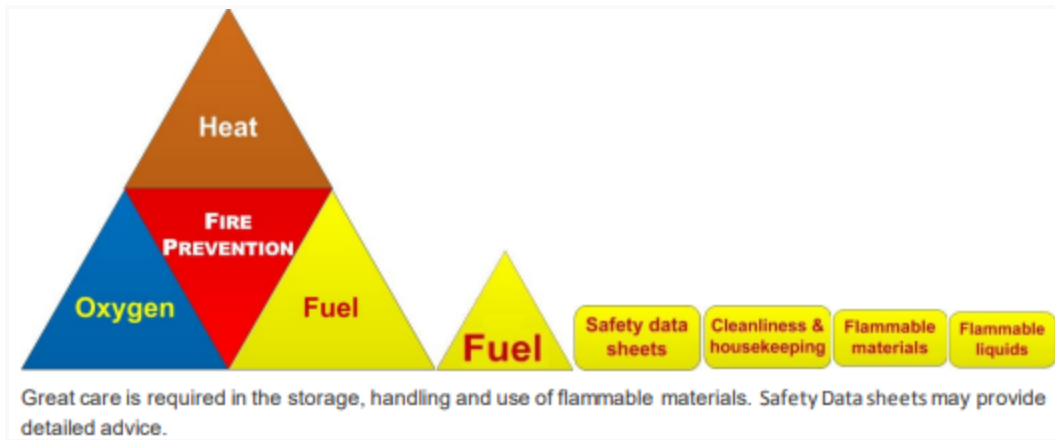 Heat
FIRE
PREVENTION
Oxygen
Fuel
Fuel
Safety data
sheets
Cleanliness &
housekeeping
Flammable
materials
Flammable
liquids
Great care is required in the storage, handling and use of flammable materials. Safety Data sheets may provide
detailed advice.